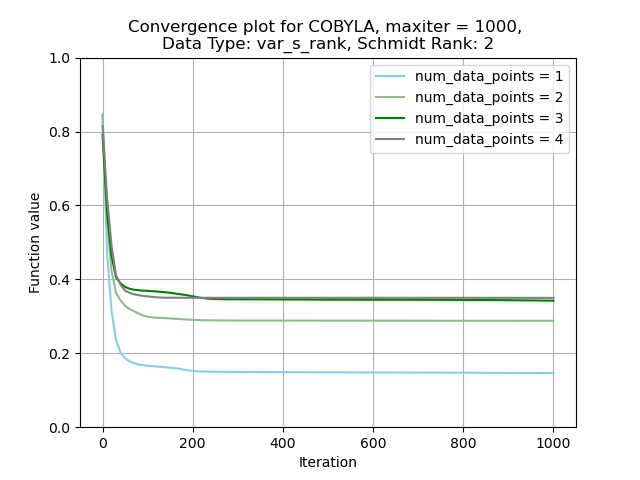 Convergence plot for COBYLA, maxiter = 1000,
Data Type: var_s_rank, Schmidt Rank: 2
num_data_points = 1
num_data_points = 2
num_data_points = 3
num_data_points = 4
Function value
1.0
0.8
0.6
0.4
0.2
0.0
0 200 400 600 800 1000
Iteration